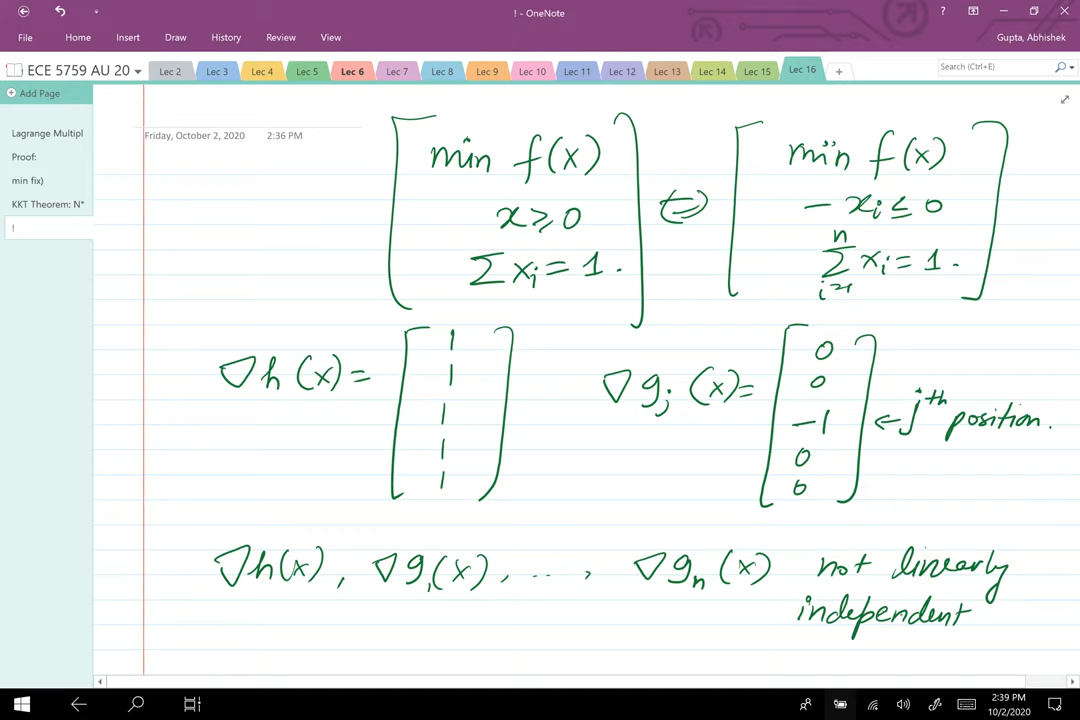 ! - OneNote
Gupta, Abhishek
File Home Insert Draw History Review View
ECE 5759 AU 20 Lec 2 Lec 3 Lec 4 Lec 5 Lec 6 Lec 7 Lec 8 Lec 9 Lec 10 Lec 11 Lec 12 Lec 13 Lec 14 Lec 15 Lec 16 + Search (Ctrl+E)
+ Add Page
Lagrange Multipl
Proof:
min fix)
KKT Theorem: N*
!
Friday, October 2, 2020 2:36 PM
[ min f(x) ] ⇔ [ min f(x) ]
x ≥ 0 - xᵢ ≤ 0
∑ xᵢ = 1. ∑ⁿᵢ₌₁ xᵢ = 1.
∇h(x) = [ 1 1 1 1 1 ] ∇gⱼ(x) = [ 0 0 -1 0 0 ] ← jth position.
∇h(x), ∇g₁(x), ..., ∇gₙ(x) not linearly
independent
2:39 PM
10/2/2020